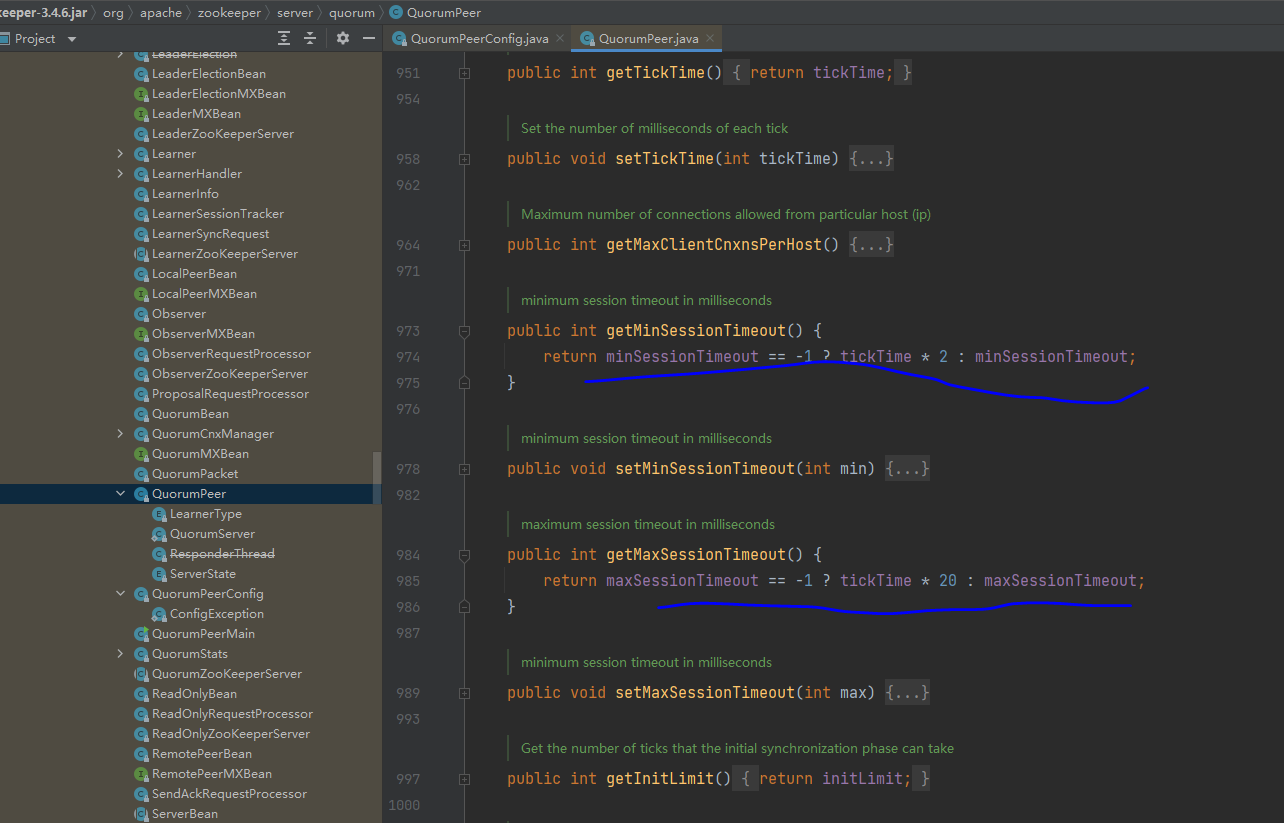 keeper-3.4.6.jar org apache zookeeper server quorum QuorumPeer
Project
QuorumPeerConfig.java QuorumPeer.java
LeaderElection
LeaderElectionBean
LeaderElectionMXBean
LeaderMXBean
LeaderZooKeeperServer
Learner
LearnerHandler
LearnerInfo
LearnerSessionTracker
LearnerSyncRequest
LearnerZooKeeperServer
LocalPeerBean
LocalPeerMXBean
Observer
ObserverMXBean
ObserverRequestProcessor
ObserverZooKeeperServer
ProposalRequestProcessor
QuorumBean
QuorumCnxManager
QuorumMXBean
QuorumPacket
QuorumPeer
LearnerType
QuorumServer
ResponderThread
ServerState
QuorumPeerConfig
ConfigException
QuorumPeerMain
QuorumStats
QuorumZooKeeperServer
ReadOnlyBean
ReadOnlyRequestProcessor
ReadOnlyZooKeeperServer
RemotePeerBean
RemotePeerMXBean
SendAckRequestProcessor
ServerBean
951 public int getTickTime() { return tickTime; }
954
Set the number of milliseconds of each tick
958 public void setTickTime(int tickTime) {...}
962
Maximum number of connections allowed from particular host (ip)
964 public int getMaxClientCnxnsPerHost() {...}
971
minimum session timeout in milliseconds
973 public int getMinSessionTimeout() {
974 return minSessionTimeout == -1 ? tickTime * 2 : minSessionTimeout;
975 }
976
minimum session timeout in milliseconds
978 public void setMinSessionTimeout(int min) {...}
982
maximum session timeout in milliseconds
984 public int getMaxSessionTimeout() {
985 return maxSessionTimeout == -1 ? tickTime * 20 : maxSessionTimeout;
986 }
987
minimum session timeout in milliseconds
989 public void setMaxSessionTimeout(int max) {...}
993
Get the number of ticks that the initial synchronization phase can take
997 public int getInitLimit() { return initLimit; }
1000